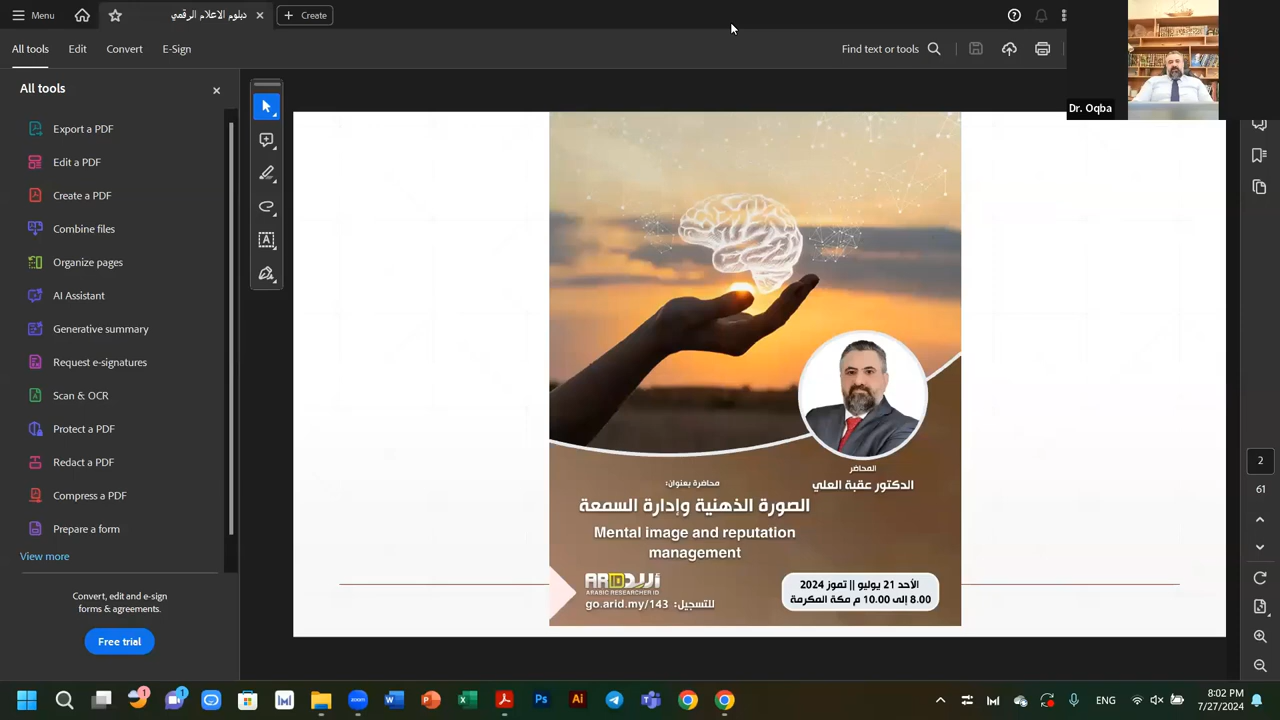 Menu
دبلوم الاعلام الرقمي
Create
All tools
Edit
Convert
E-Sign
Find text or tools
Dr. Oqba
All tools
Export a PDF
Edit a PDF
Create a PDF
Combine files
Organize pages
AI Assistant
Generative summary
Request e-signatures
Scan & OCR
Protect a PDF
Redact a PDF
Compress a PDF
Prepare a form
View more
Convert, edit and e-sign
forms & agreements.
Free trial
المحاضر
الدكتور عقبة العلي
محاضرة بعنوان:
الصورة الذهنية وإدارة السمعة
Mental image and reputation
management
أريد ARID
ARABIC RESEARCHER ID
للتسجيل: go.arid.my/143
الأحد 21 يوليو || تموز 2024
8.00 إلى 10.00 م مكة المكرمة
2
61
1
1
zoom
ENG
8:02 PM
7/27/2024